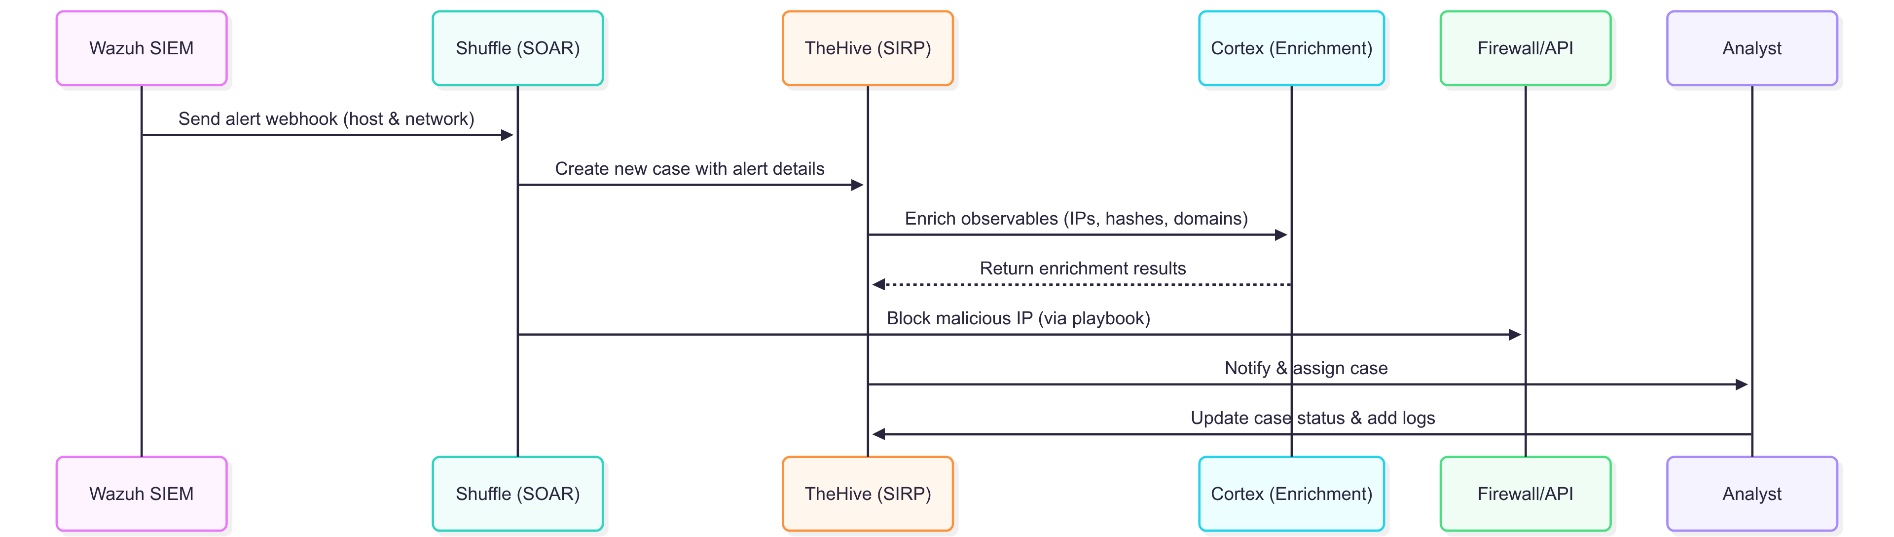 Wazuh SIEM
Shuffle (SOAR)
TheHive (SIRP)
Cortex (Enrichment)
Firewall/API
Analyst
Send alert webhook (host & network)
Create new case with alert details
Enrich observables (IPs, hashes, domains)
Return enrichment results
Block malicious IP (via playbook)
Notify & assign case
Update case status & add logs
Wazuh SIEM
Shuffle (SOAR)
TheHive (SIRP)
Cortex (Enrichment)
Firewall/API
Analyst